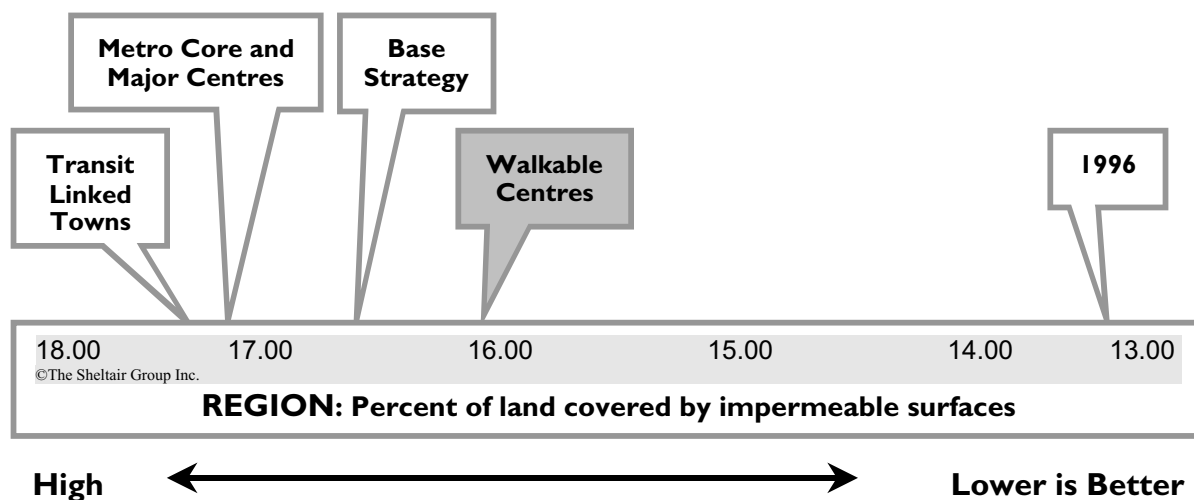 Metro Core and
Major Centres
Base
Strategy
Transit
Linked
Towns
Walkable
Centres
1996
18.00 17.00 16.00 15.00 14.00 13.00
©The Sheltair Group Inc.
REGION: Percent of land covered by impermeable surfaces
High Lower is Better